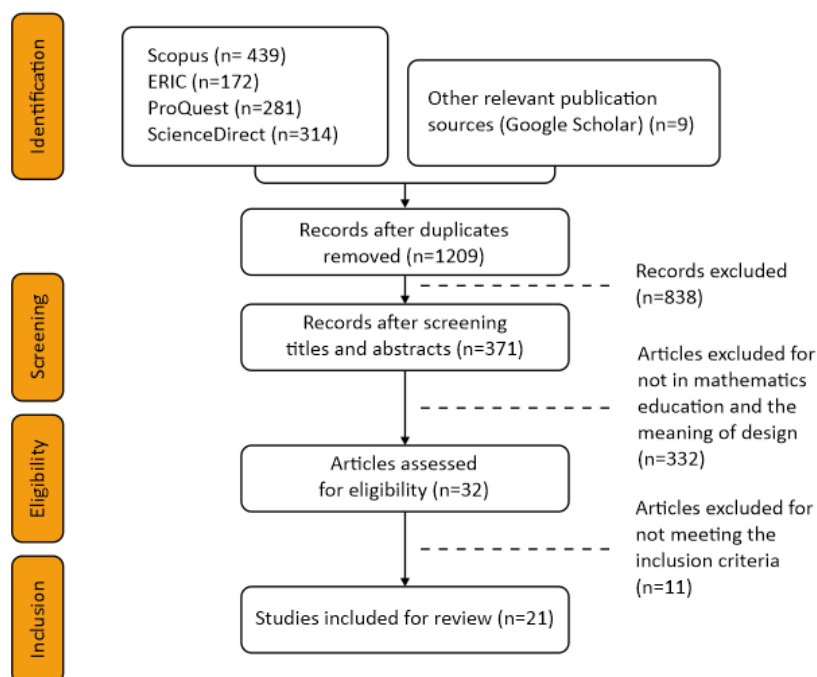 Identification
Scopus (n= 439)
ERIC (n=172)
ProQuest (n=281)
ScienceDirect (n=314)
Other relevant publication
sources (Google Scholar) (n=9)
Records after duplicates
removed (n=1209)
Records excluded
(n=838)
Screening
Records after screening
titles and abstracts (n=371)
Articles excluded for
not in mathematics
education and the
meaning of design
(n=332)
Eligibility
Articles assessed
for eligibility (n=32)
Articles excluded for
not meeting the
inclusion criteria
(n=11)
Inclusion
Studies included for review (n=21)